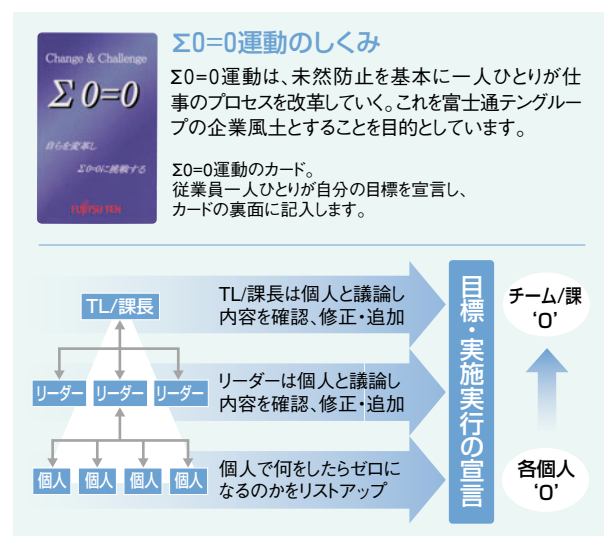 Change & Challenge
Σ0=0
自らを変革し
Σ0=0に挑戦する
FUJITSU TEN
Σ0=0運動のしくみ
Σ0=0運動は、未然防止を基本に一人ひとりが仕
事のプロセスを改革していく。これを富士通テングルー
プの企業風土とすることを目的としています。
Σ0=0運動のカード。
従業員一人ひとりが自分の目標を宣言し、
カードの裏面に記入します。
TL/課長
TL/課長は個人と議論し
内容を確認、修正・追加
リーダー リーダー リーダー
リーダーは個人と議論し
内容を確認、修正・追加
個人 個人 個人 個人
個人で何をしたらゼロに
なるのかをリストアップ
目標・実施実行の宣言
チーム/課
‘0’
各個人
‘0’